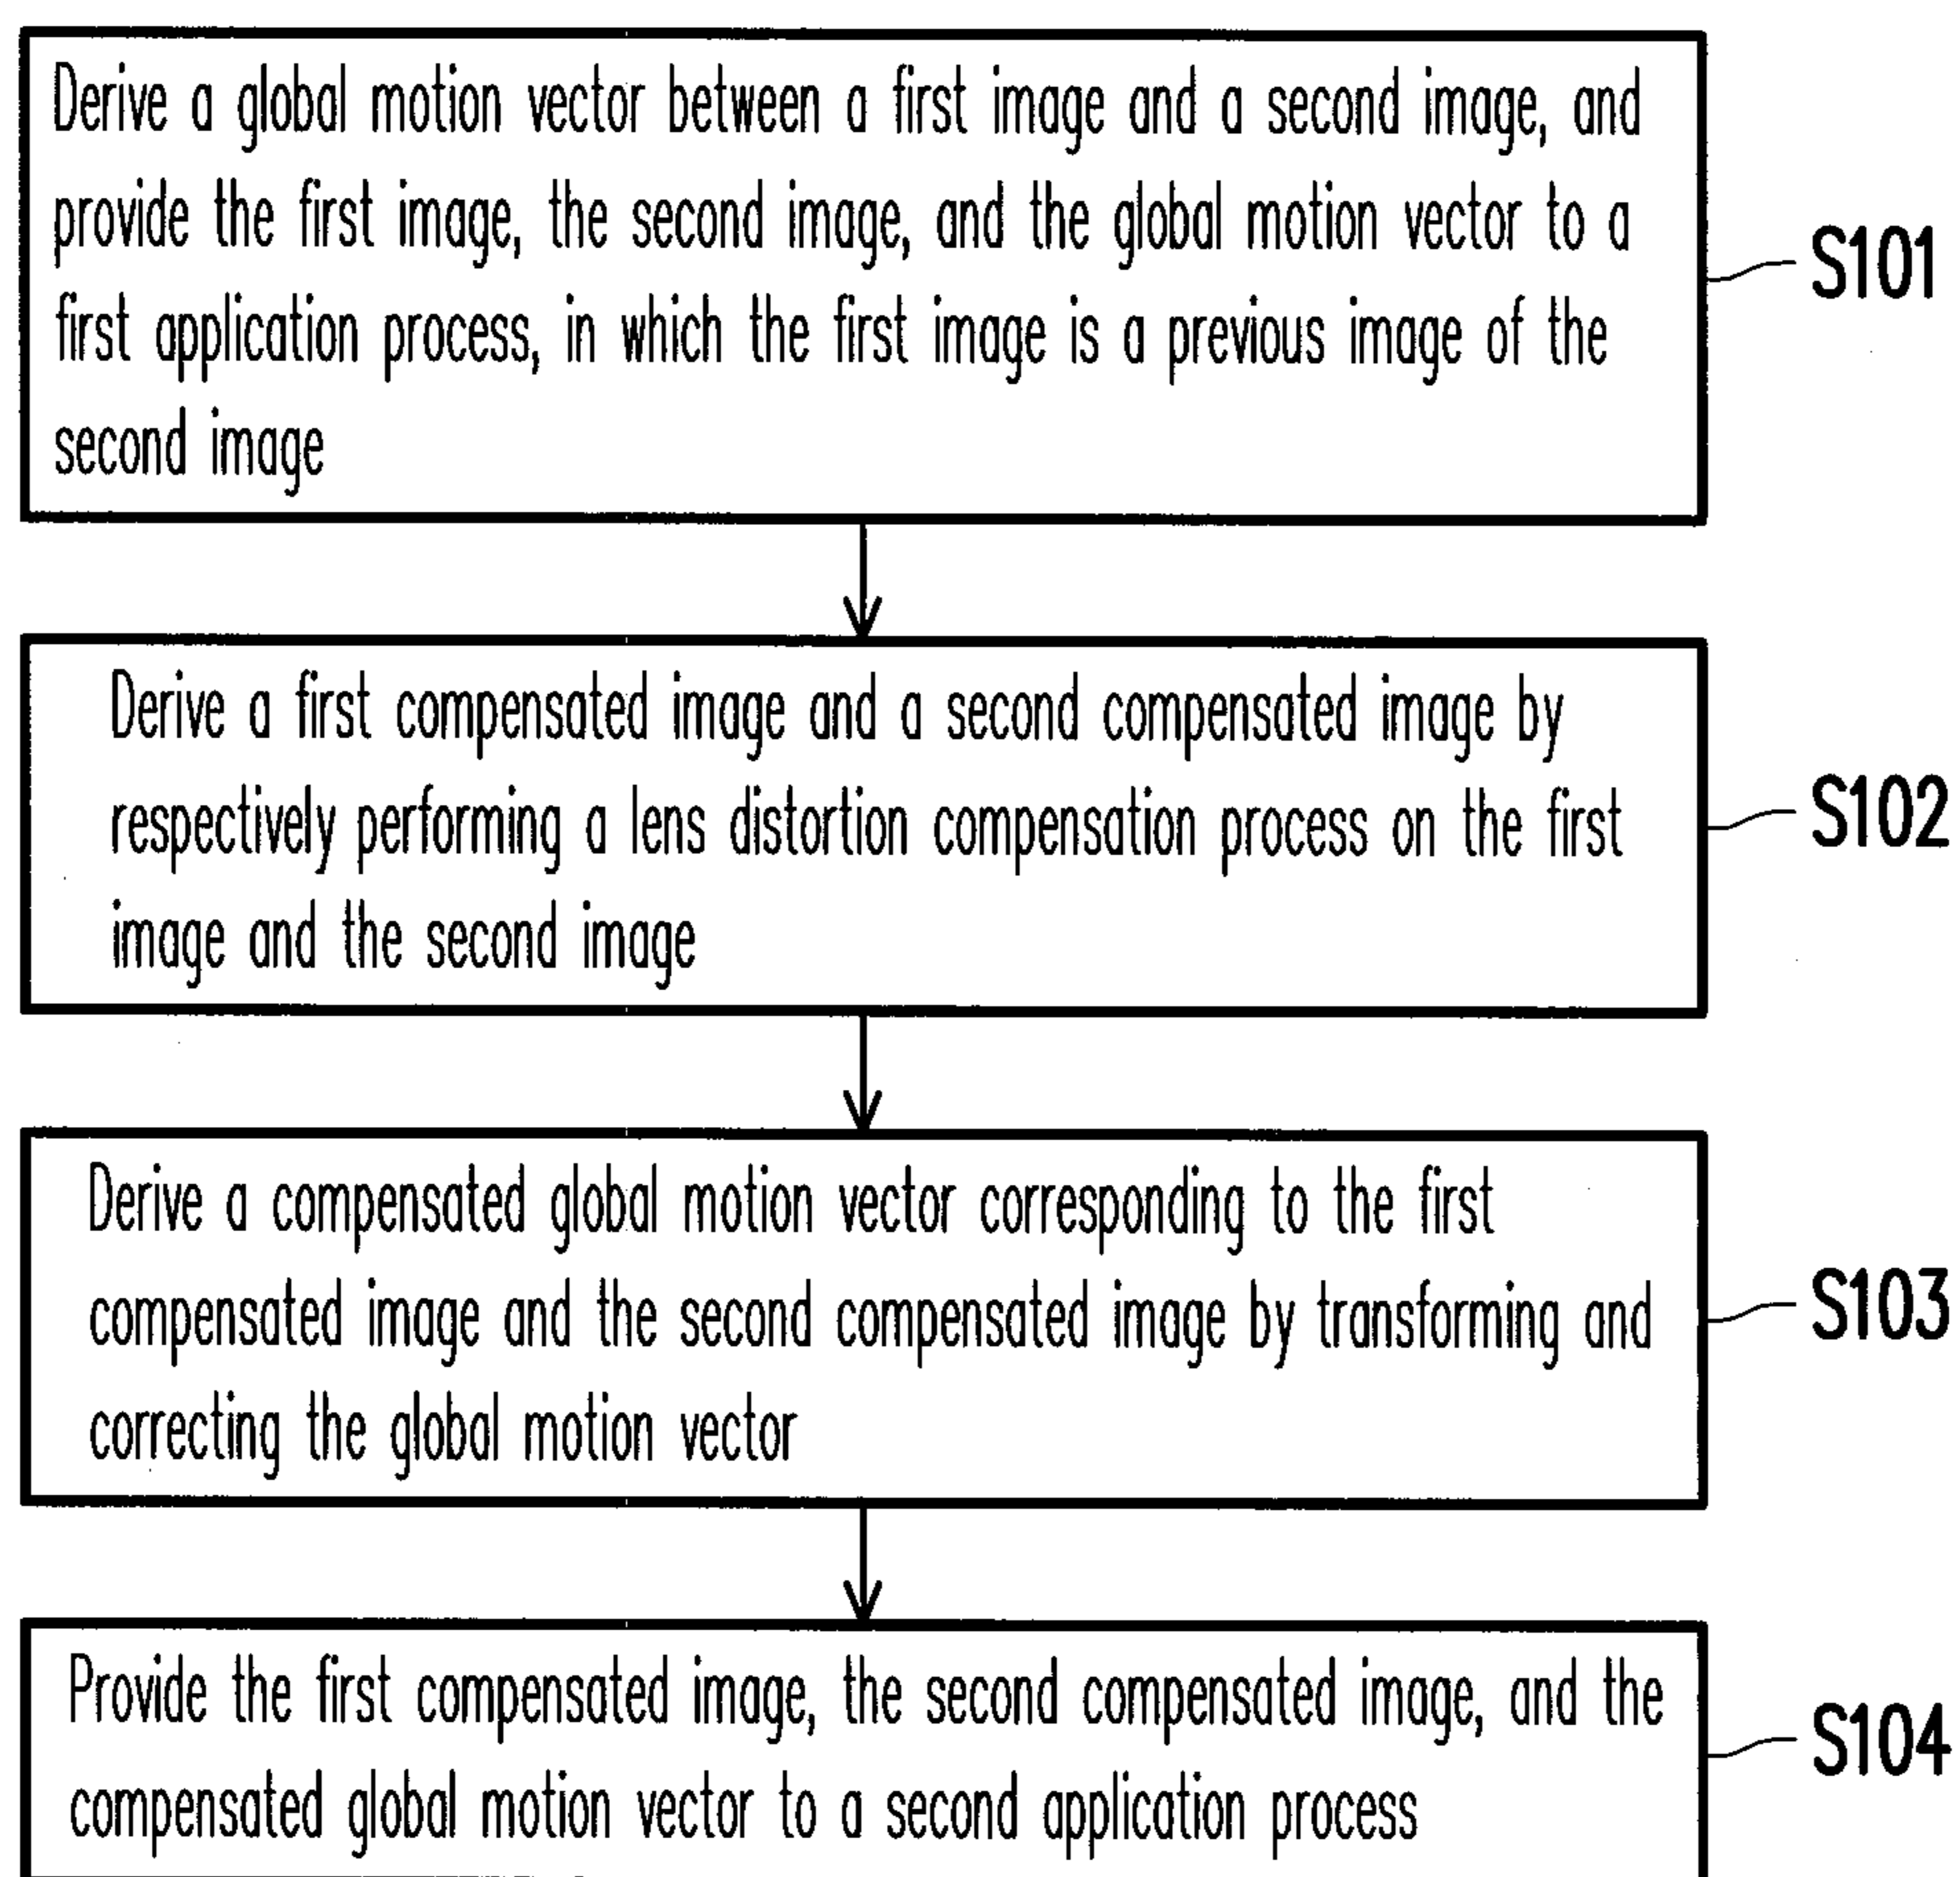 Derive a global motion vector between a first image and a second image, and
provide the first image, the second image, and the global motion vector to a
first application process, in which the first image is a previous image of the
second image
S101
Derive a first compensated image and a second compensated image by
respectively performing a lens distortion compensation process on the first
image and the second image
S102
Derive a compensated global motion vector corresponding to the first
compensated image and the second compensated image by transforming and
correcting the global motion vector
S103
Provide the first compensated image, the second compensated image, and the
compensated global motion vector to a second application process
S104